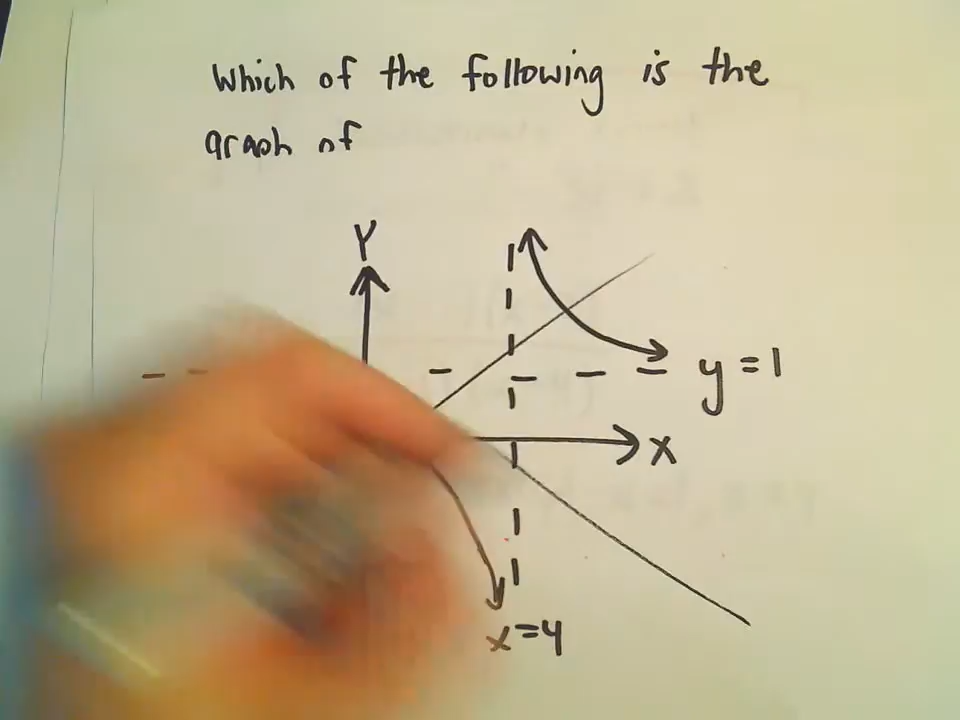 Which of the following is the
graph of
Y
y=1
X
x=4